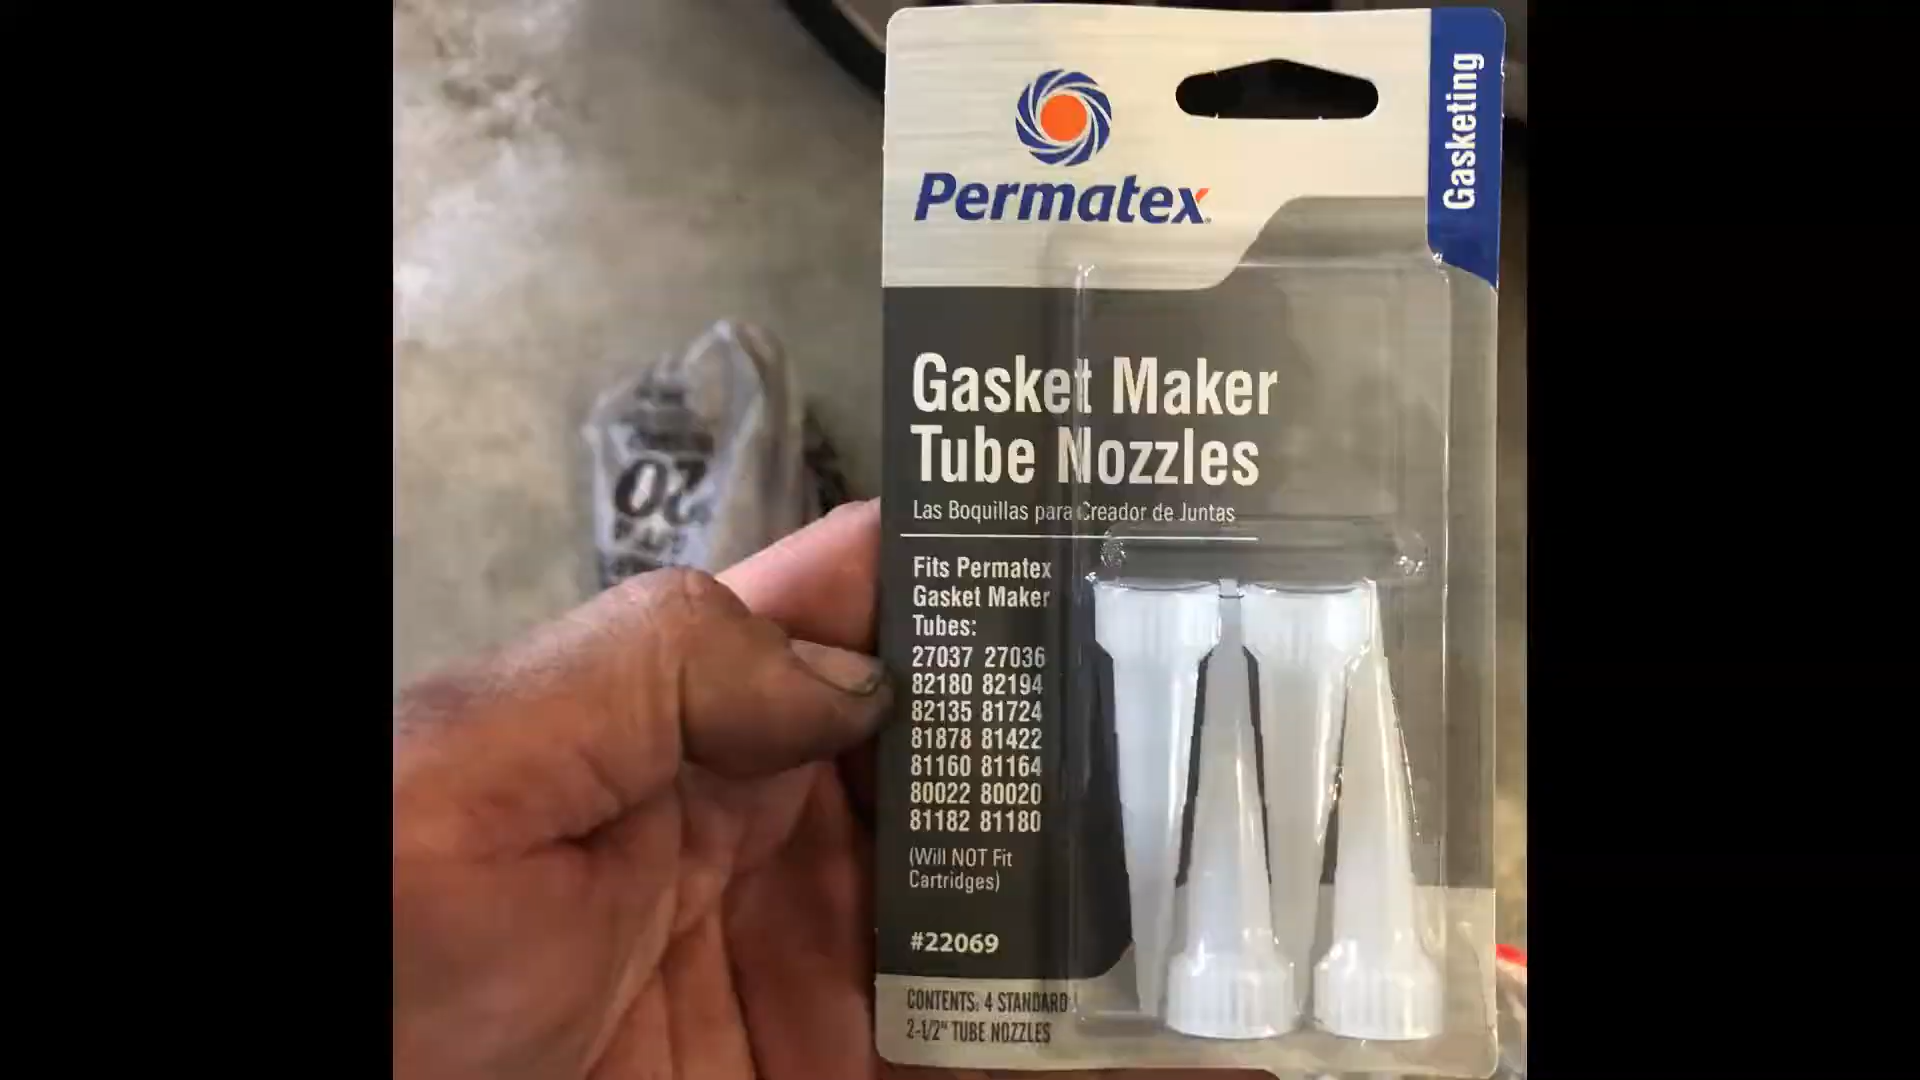 Permatex
Gasketing
Gasket Maker
Tube Nozzles
Las Boquillas para Creador de Juntas
Fits Permatex
Gasket Maker
Tubes:
27037 27036
82180 82194
82135 81724
81878 81422
81160 81164
80022 80020
81182 81180
(Will NOT Fit
Cartridges)
#22069
CONTENTS: 4 STANDARD
2-1/2" TUBE NOZZLES
20